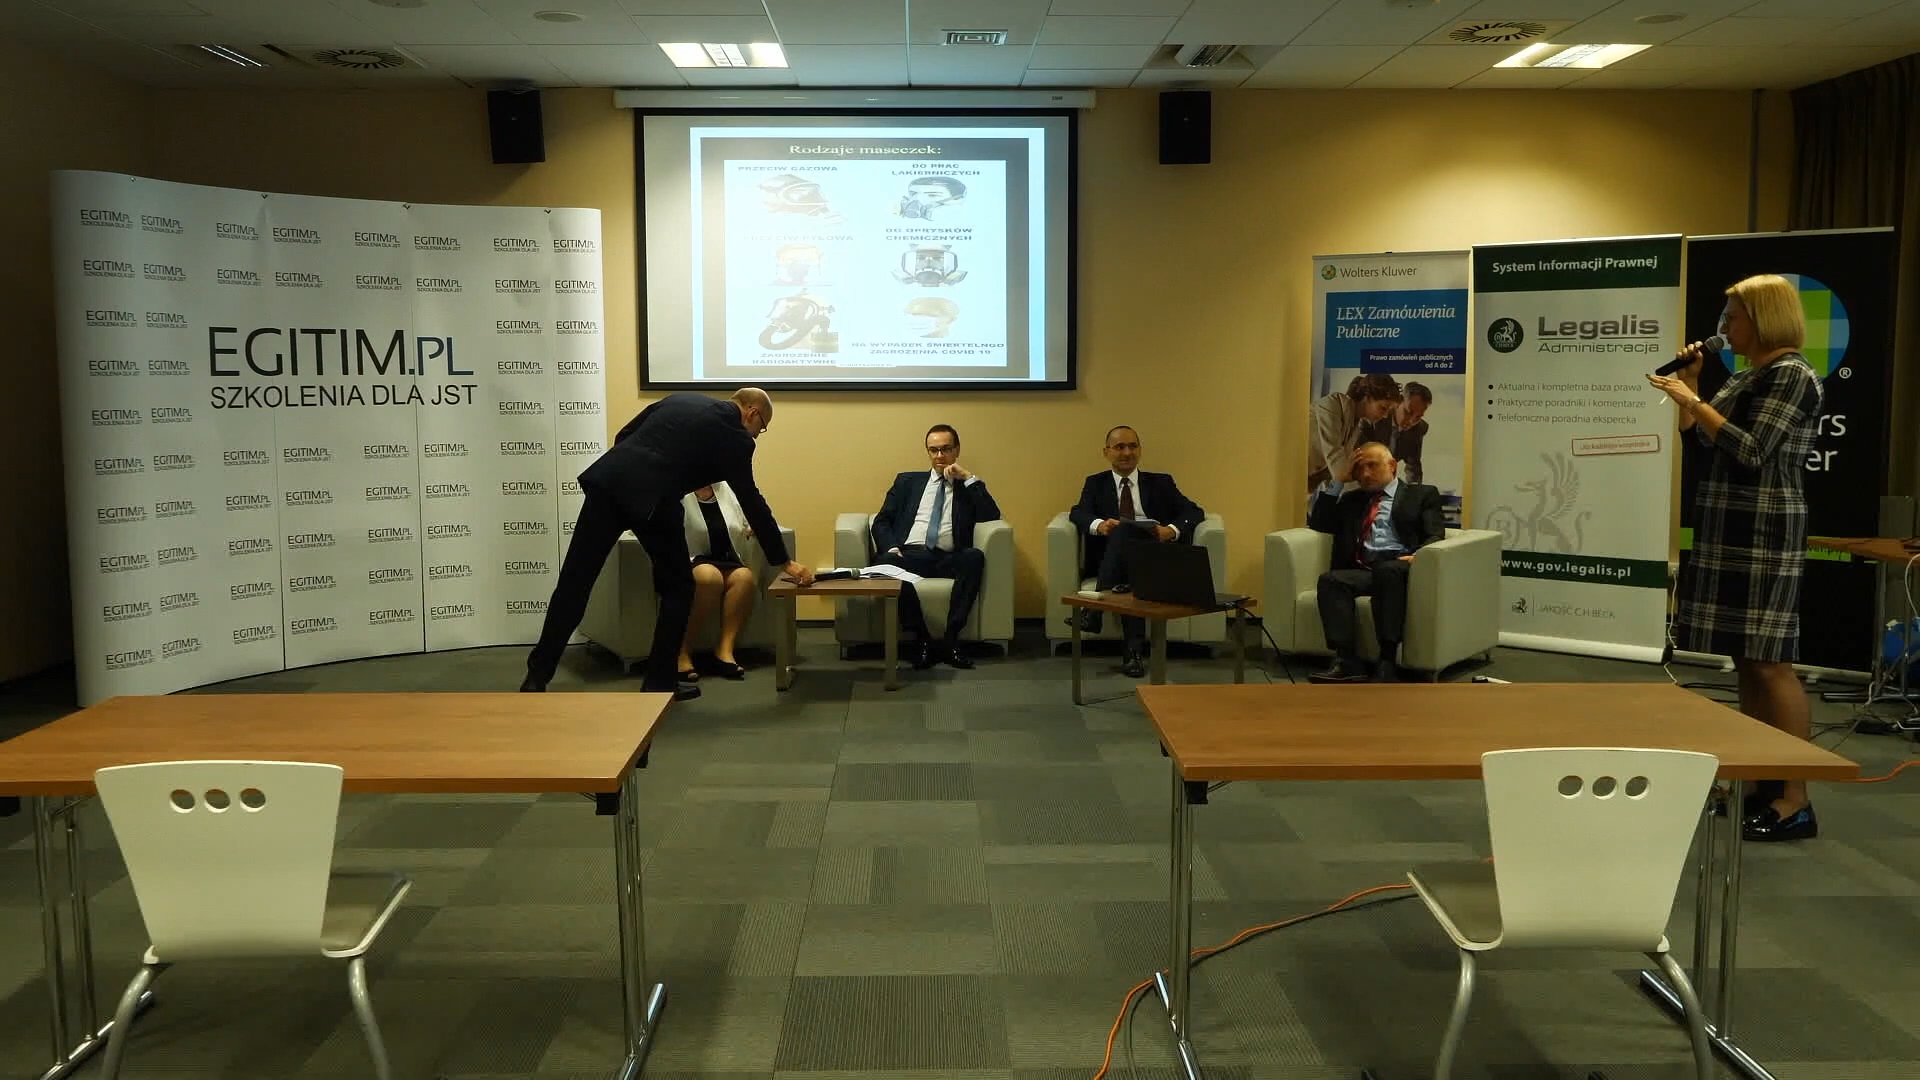 EGITIM.PL
SZKOLENIA DLA JST
Rodzaje maseczek:
PRZECIW GAZOWA
DO PRAC
LAKIERNICZYCH
PRZECIW PYŁOWA
DO OPRYSKÓW
CHEMICZNYCH
ZAGROŻENIE
RADIOAKTYWNE
NA WYPADEK ŚMIERTELNGO
ZAGROŻENIA COVID 19
Wolters Kluwer
LEX Zamówienia
Publiczne
Prawo zamówień publicznych
od A do Z
System Informacji Prawnej
C.H.BECK
Legalis
Administracja
Aktualna i kompletna baza prawa
Praktyczne poradniki i komentarze
Telefoniczna poradnia ekspercka
www.gov.legalis.pl
JAKOŚĆ C.H.BECK
®